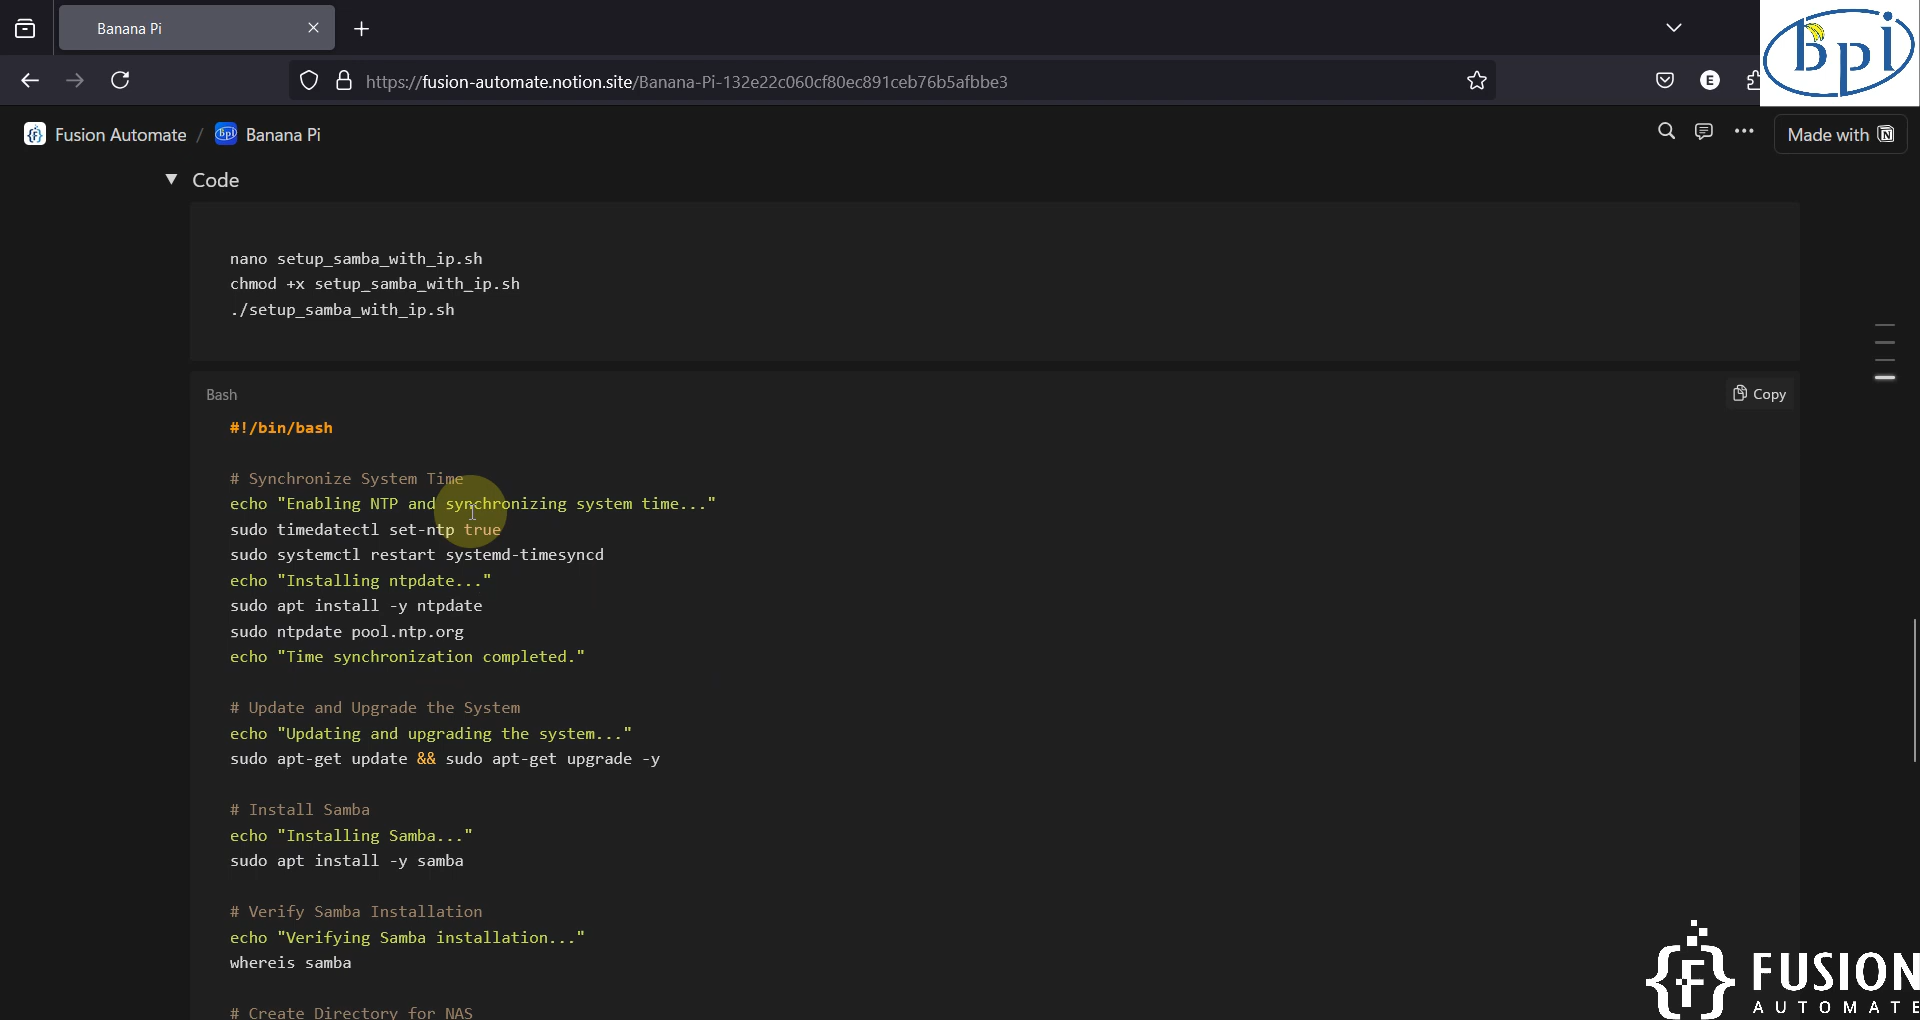 Banana Pi
bpi
https://fusion-automate.notion.site/Banana-Pi-132e22c060cf80ec891ceb76b5afbbe3
E
{F} Fusion Automate / bpi Banana Pi
Made with N
Code
nano setup_samba_with_ip.sh
chmod +x setup_samba_with_ip.sh
./setup_samba_with_ip.sh
Bash
Copy
#!/bin/bash
# Synchronize System Time
echo "Enabling NTP and synchronizing system time..."
sudo timedatectl set-ntp true
sudo systemctl restart systemd-timesyncd
echo "Installing ntpdate..."
sudo apt install -y ntpdate
sudo ntpdate pool.ntp.org
echo "Time synchronization completed."
# Update and Upgrade the System
echo "Updating and upgrading the system..."
sudo apt-get update && sudo apt-get upgrade -y
# Install Samba
echo "Installing Samba..."
sudo apt install -y samba
# Verify Samba Installation
echo "Verifying Samba installation..."
whereis samba
# Create Directory for NAS
{F} FUSION
AUTOMATE